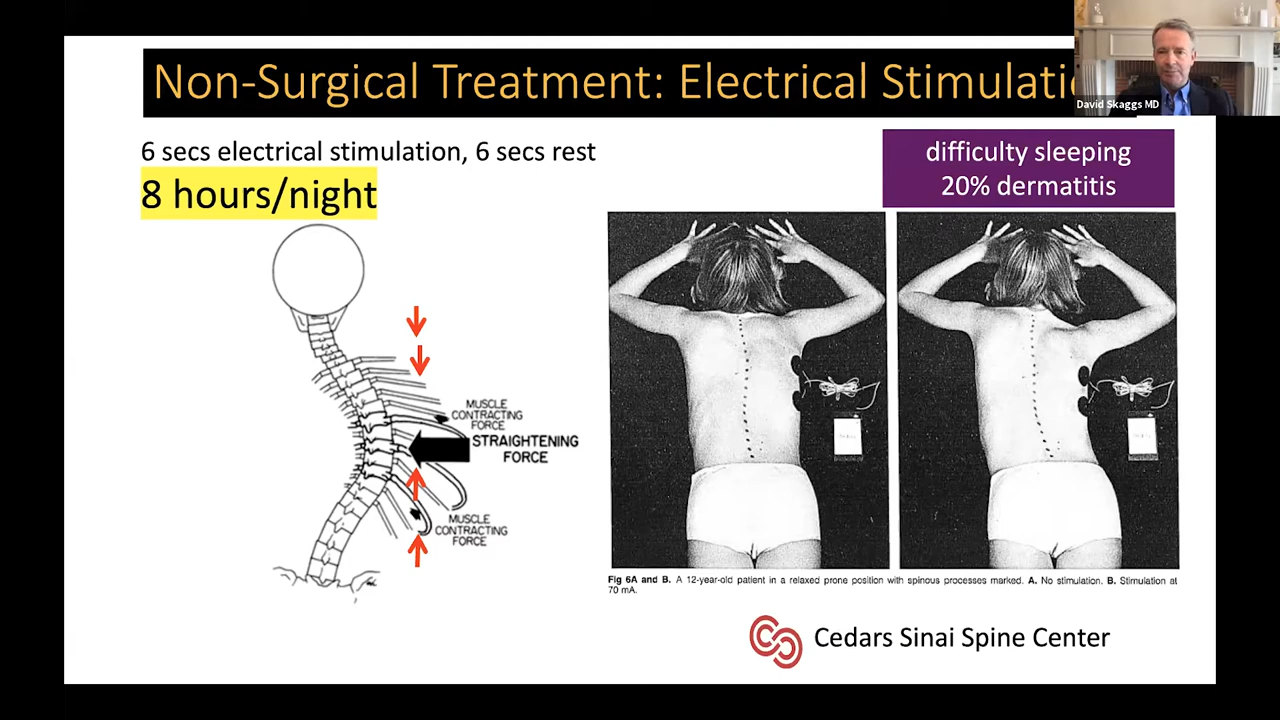 Non-Surgical Treatment: Electrical Stimulatio
David Skaggs MD
6 secs electrical stimulation, 6 secs rest
8 hours/night
difficulty sleeping
20% dermatitis
MUSCLE
CONTRACTING
FORCE
STRAIGHTENING
FORCE
MUSCLE
CONTRACTING
FORCE
Fig 6A and B. A 12-year-old patient in a relaxed prone position with spinous processes marked. A. No stimulation. B. Stimulation at
70 mA.
Cedars Sinai Spine Center